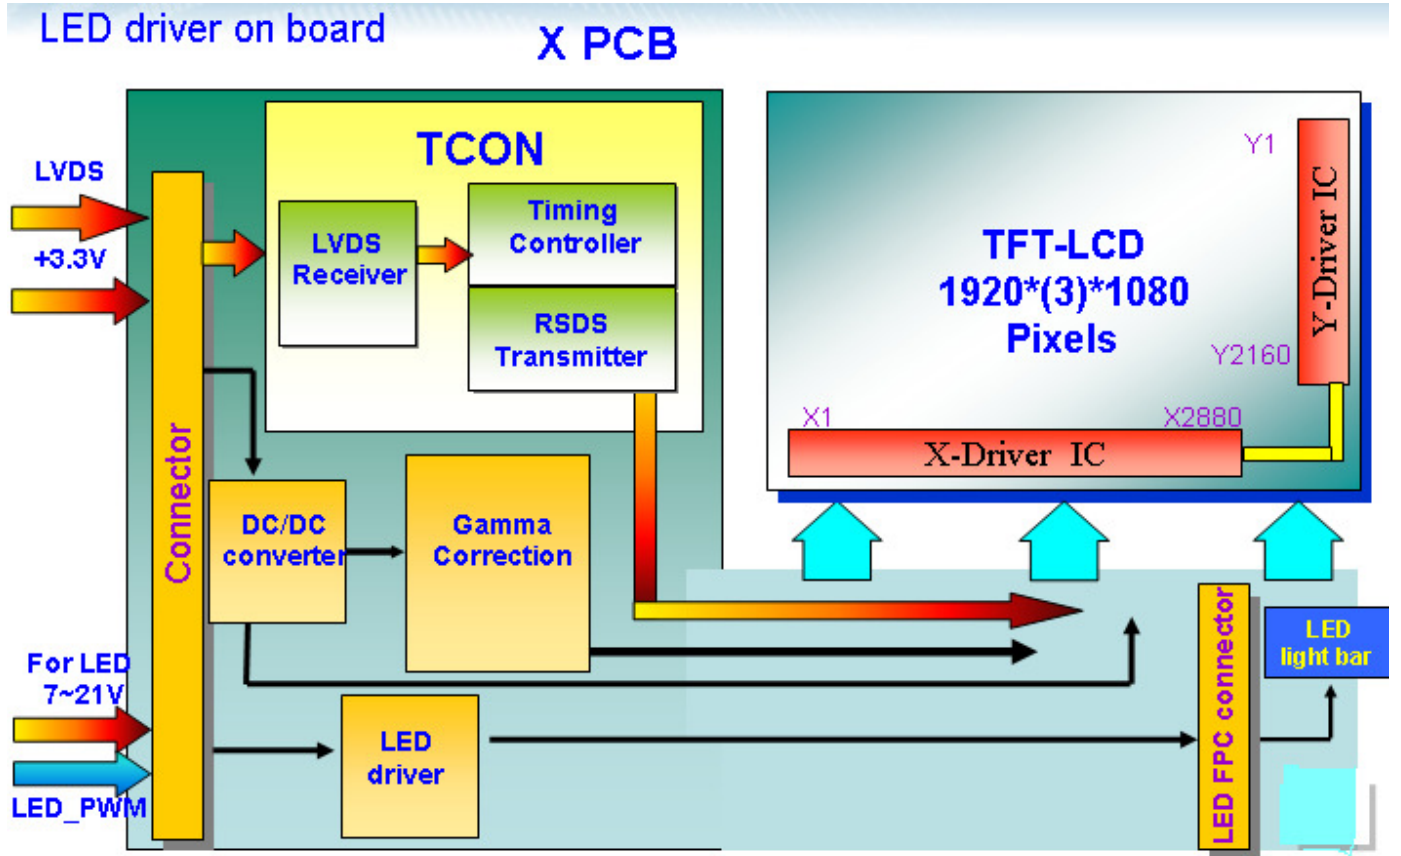 LED driver on board
X PCB
TCON
LVDS
+3.3V
LVDS
Receiver
Timing
Controller
RSDS
Transmitter
Connector
DC/DC
converter
Gamma
Correction
For LED
7~21V
LED_PWM
LED
driver
TFT-LCD
1920*(3)*1080
Pixels
Y1
Y-Driver IC
Y2160
X1
X2880
X-Driver IC
LED FPC connector
LED
light bar